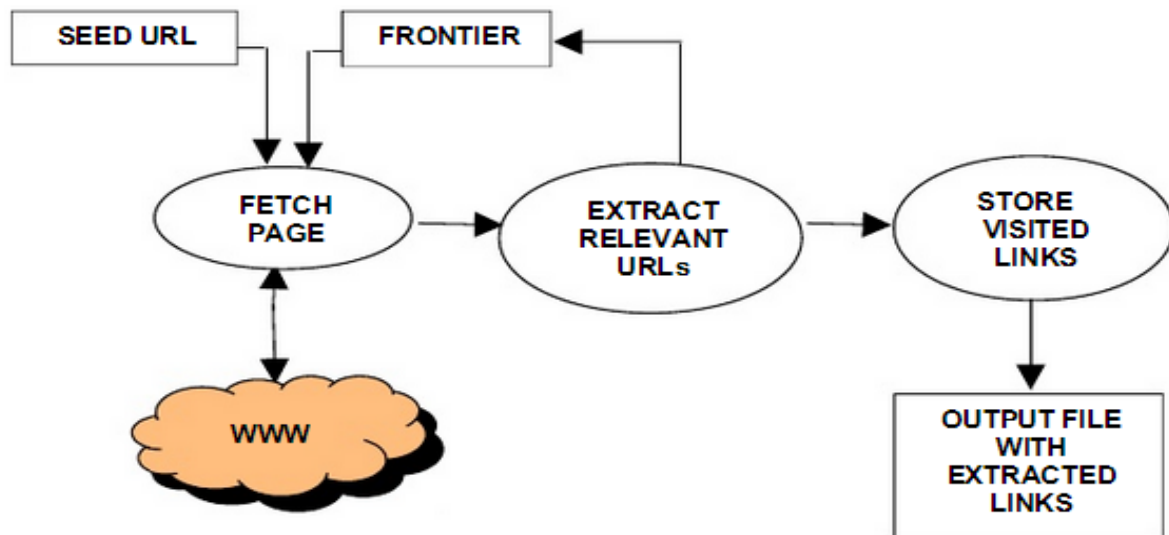 SEED URL
FRONTIER
FETCH
PAGE
EXTRACT
RELEVANT
URLs
STORE
VISITED
LINKS
WWW
OUTPUT FILE
WITH
EXTRACTED
LINKS